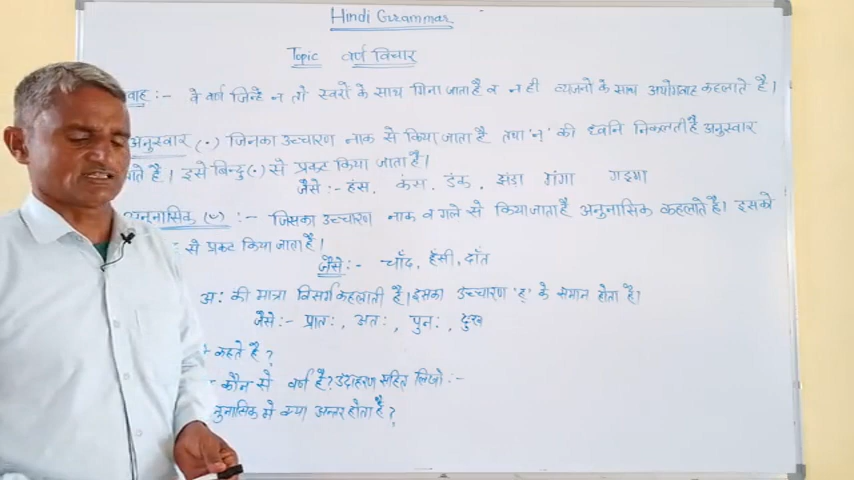 Hindi Grammar
Topic वर्ण विचार
वाह :- वे वर्ण जिन्हें न तो स्वरों के साथ गिना जाता है व न ही व्यंजनों के साथ अयोगवाह कहलाते है।
अनुस्वार (·) जिनका उच्चारण नाक से किया जाता है तथा 'न्' की ध्वनि निकलती है अनुस्वार
ाते है। इसे बिन्दु (·) से प्रकट किया जाता है।
जैसे :- हंस, कंस, डंक, झंडा गंगा
अनुनासिक (ँ) :- जिसका उच्चारण नाक व गले से किया जाता है अनुनासिक कहलाते है। इसको
से प्रकट किया जाता है।
जैसे :- चाँद, हँसी, दाँत
अः की मात्रा विसर्ग कहलाती है। इसका उच्चारण 'ह्' के समान होता है।
जैसे :- प्रातः, अतः, पुनः, दुःख
कहते है?
कौन से वर्ण है? उदाहरण सहित लिखो :-
नुनासिक में क्या अन्तर होता है?